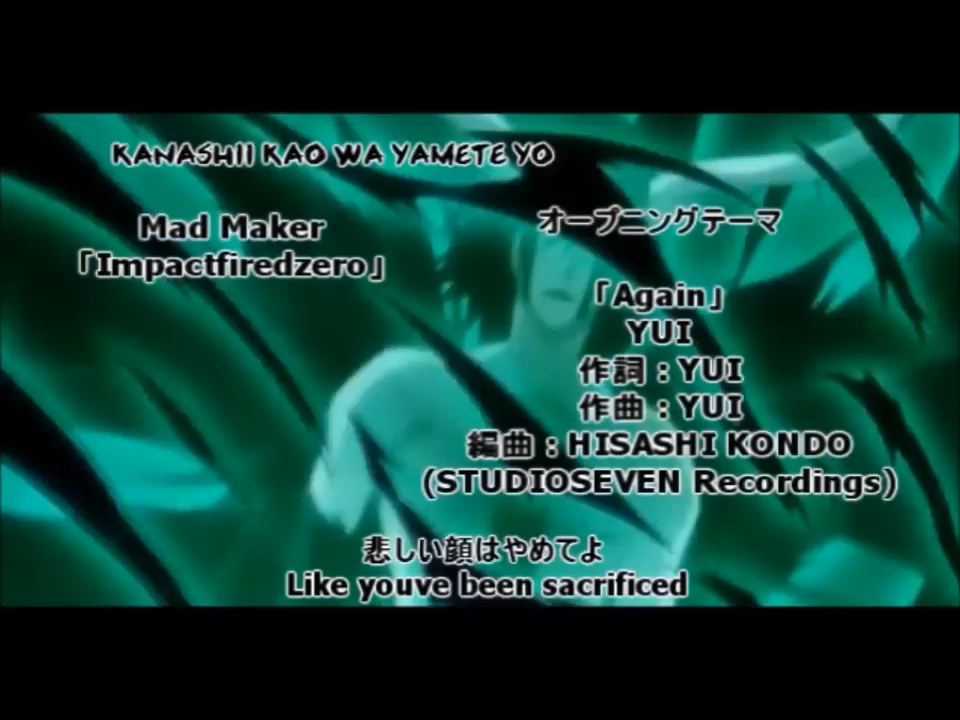 KANASHII KAO WA YAMETE YO
Mad Maker
「Impactfiredzero」
オープニングテーマ
「Again」
YUI
作詞：YUI
作曲：YUI
編曲：HISASHI KONDO
(STUDIOSEVEN Recordings)
悲しい顔はやめてよ
Like youve been sacrificed